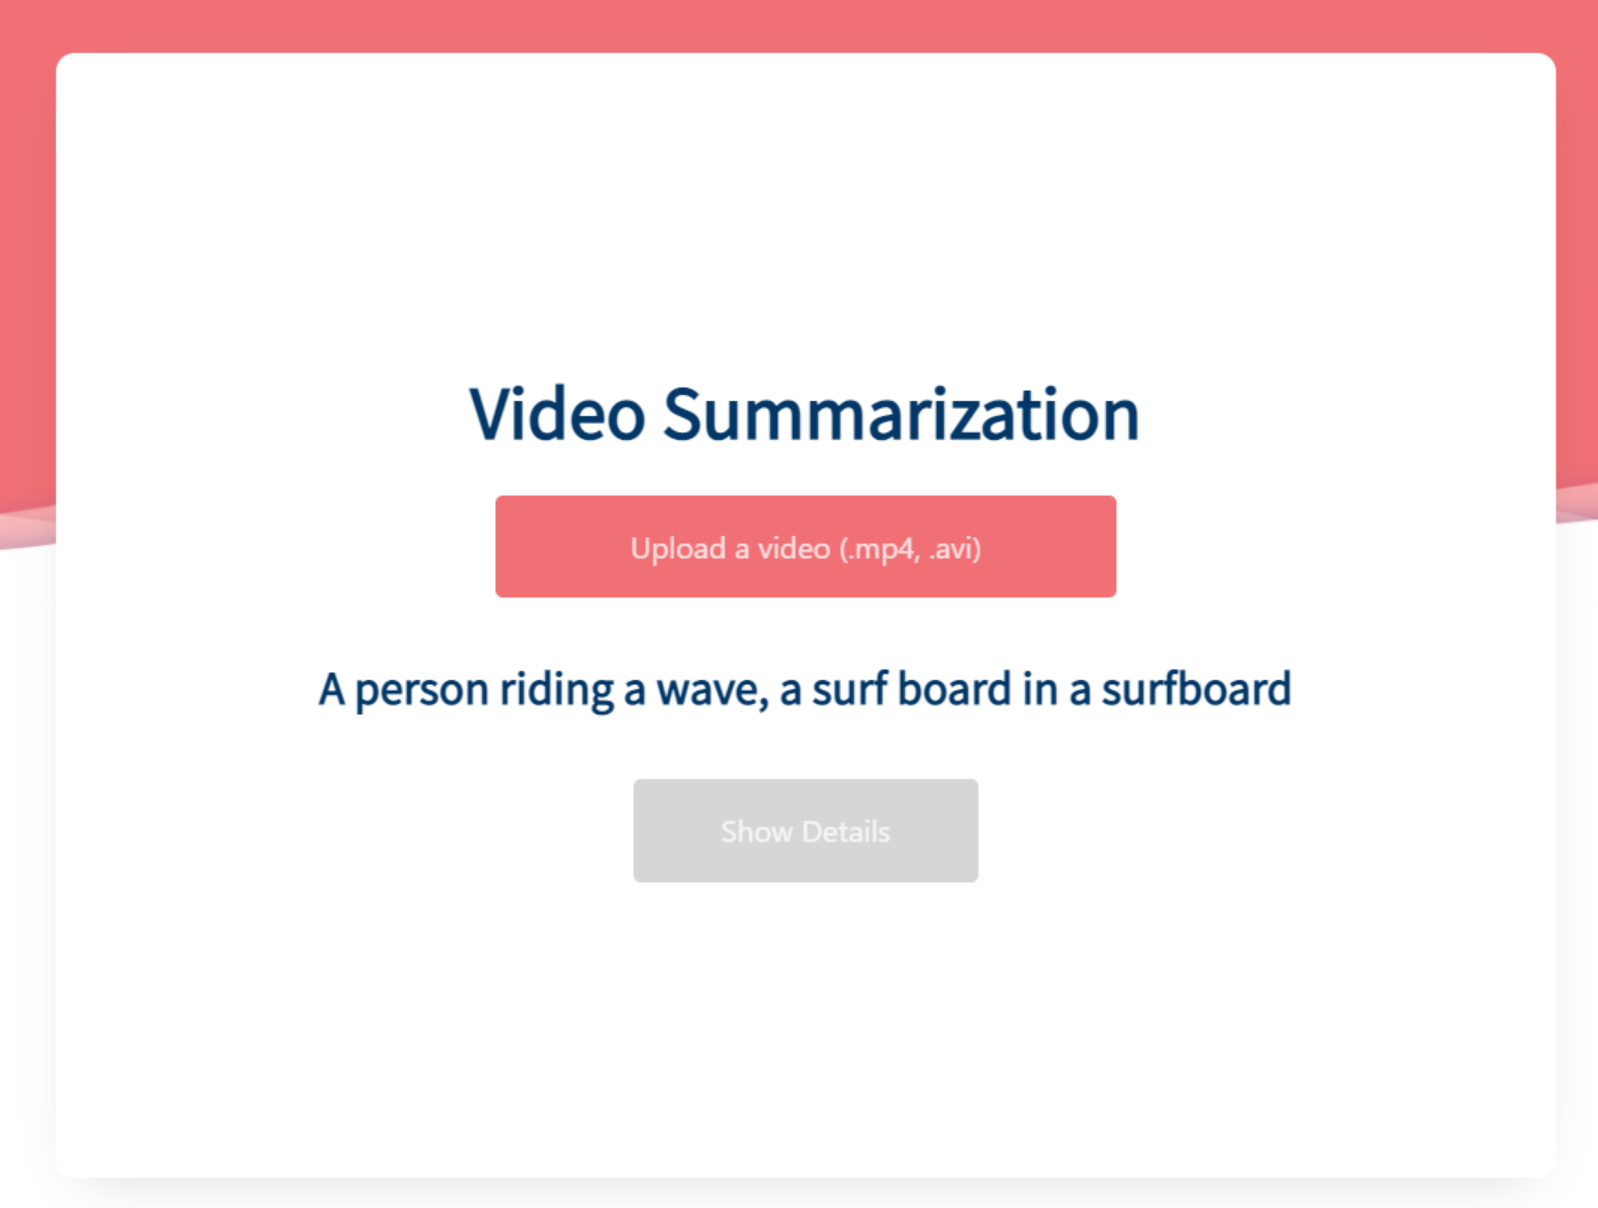 Video Summarization
Upload a video (.mp4, .avi)
A person riding a wave, a surf board in a surfboard
Show Details